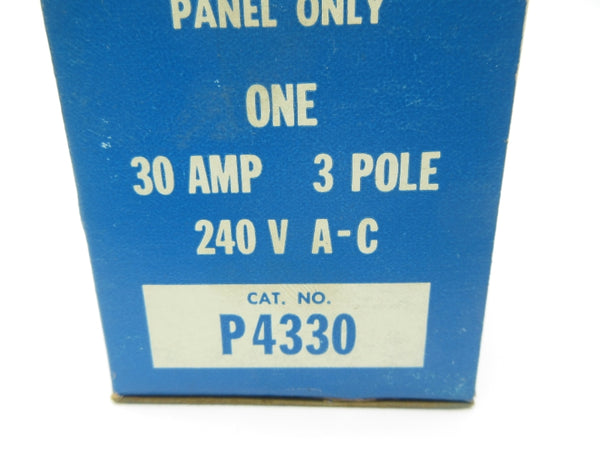 PANEL ONLY
ONE
30 AMP 3 POLE
240 V A-C
CAT. NO.
P4330